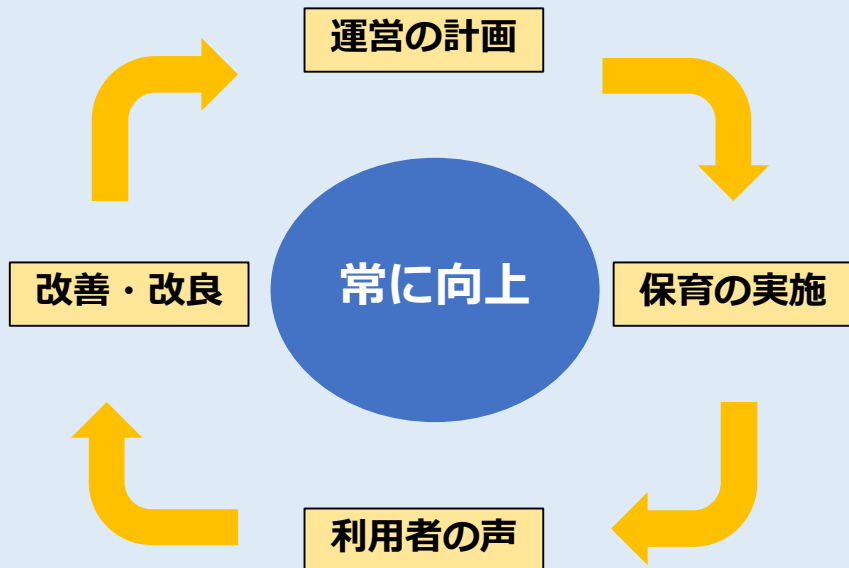 運営の計画
改善・改良
常に向上
保育の実施
利用者の声